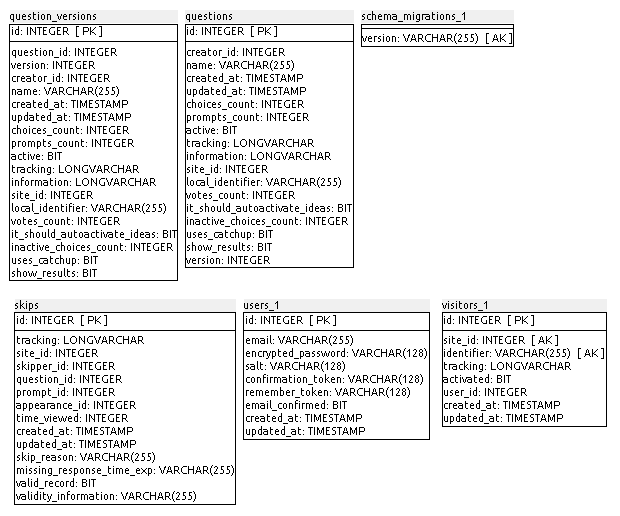 question_versions
id: INTEGER [ PK ]
question_id: INTEGER
version: INTEGER
creator_id: INTEGER
name: VARCHAR(255)
created_at: TIMESTAMP
updated_at: TIMESTAMP
choices_count: INTEGER
prompts_count: INTEGER
active: BIT
tracking: LONGVARCHAR
information: LONGVARCHAR
site_id: INTEGER
local_identifier: VARCHAR(255)
votes_count: INTEGER
it_should_autoactivate_ideas: BIT
inactive_choices_count: INTEGER
uses_catchup: BIT
show_results: BIT
questions
id: INTEGER [ PK ]
creator_id: INTEGER
name: VARCHAR(255)
created_at: TIMESTAMP
updated_at: TIMESTAMP
choices_count: INTEGER
prompts_count: INTEGER
active: BIT
tracking: LONGVARCHAR
information: LONGVARCHAR
site_id: INTEGER
local_identifier: VARCHAR(255)
votes_count: INTEGER
it_should_autoactivate_ideas: BIT
inactive_choices_count: INTEGER
uses_catchup: BIT
show_results: BIT
version: INTEGER
schema_migrations_1
version: VARCHAR(255) [ AK ]
skips
id: INTEGER [ PK ]
tracking: LONGVARCHAR
site_id: INTEGER
skipper_id: INTEGER
question_id: INTEGER
prompt_id: INTEGER
appearance_id: INTEGER
time_viewed: INTEGER
created_at: TIMESTAMP
updated_at: TIMESTAMP
skip_reason: VARCHAR(255)
missing_response_time_exp: VARCHAR(255)
valid_record: BIT
validity_information: VARCHAR(255)
users_1
id: INTEGER [ PK ]
email: VARCHAR(255)
encrypted_password: VARCHAR(128)
salt: VARCHAR(128)
confirmation_token: VARCHAR(128)
remember_token: VARCHAR(128)
email_confirmed: BIT
created_at: TIMESTAMP
updated_at: TIMESTAMP
visitors_1
id: INTEGER [ PK ]
site_id: INTEGER [ AK ]
identifier: VARCHAR(255) [ AK ]
tracking: LONGVARCHAR
activated: BIT
user_id: INTEGER
created_at: TIMESTAMP
updated_at: TIMESTAMP